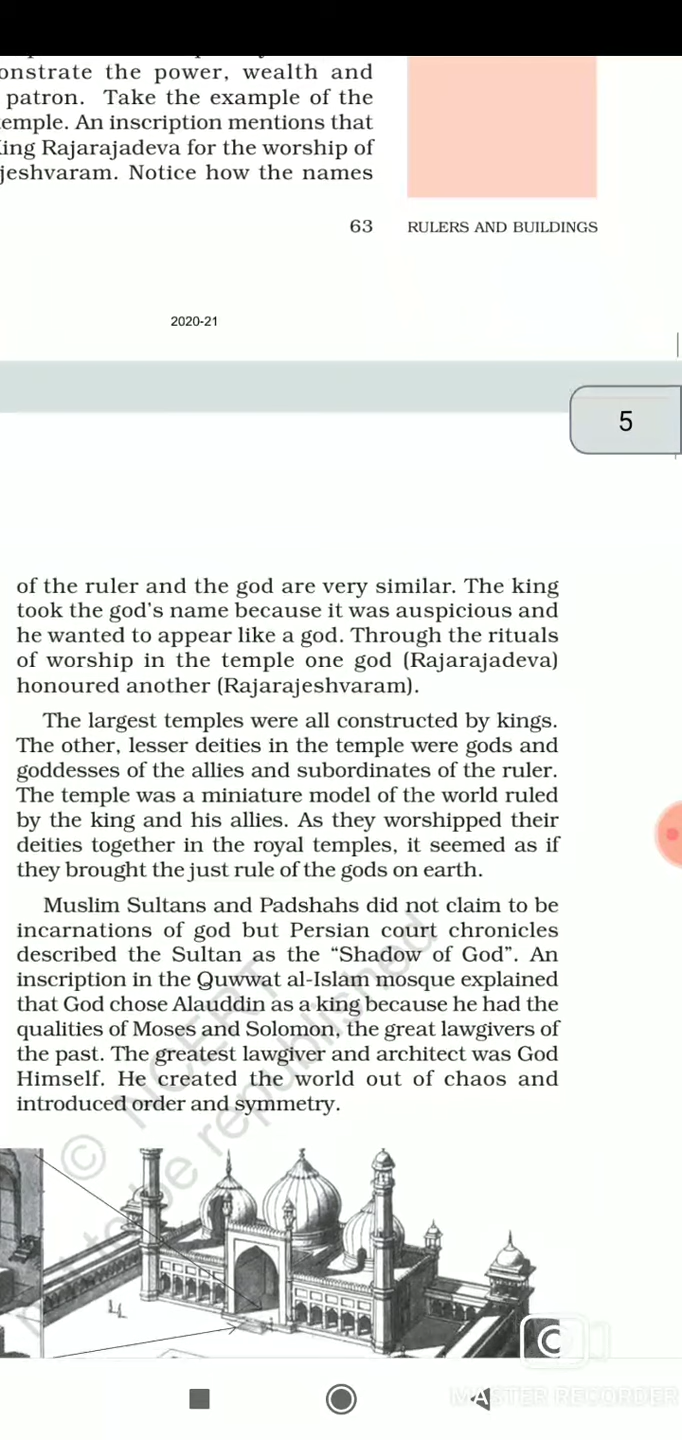 onstrate the power, wealth and
patron. Take the example of the
temple. An inscription mentions that
King Rajarajadeva for the worship of
jeshvaram. Notice how the names
63 RULERS AND BUILDINGS
2020-21
5
of the ruler and the god are very similar. The king
took the god's name because it was auspicious and
he wanted to appear like a god. Through the rituals
of worship in the temple one god (Rajarajadeva)
honoured another (Rajarajeshvaram).
The largest temples were all constructed by kings.
The other, lesser deities in the temple were gods and
goddesses of the allies and subordinates of the ruler.
The temple was a miniature model of the world ruled
by the king and his allies. As they worshipped their
deities together in the royal temples, it seemed as if
they brought the just rule of the gods on earth.
Muslim Sultans and Padshahs did not claim to be
incarnations of god but Persian court chronicles
described the Sultan as the “Shadow of God”. An
inscription in the Quwwat al-Islam mosque explained
that God chose Alauddin as a king because he had the
qualities of Moses and Solomon, the great lawgivers of
the past. The greatest lawgiver and architect was God
Himself. He created the world out of chaos and
introduced order and symmetry.
© NCERT
to be republished
MASTER RECORDER